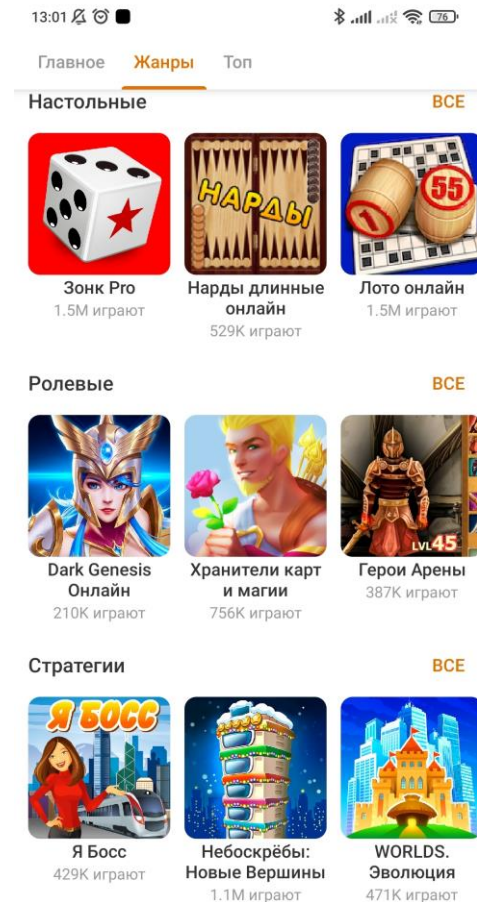 13:01 76
Главное Жанры Топ
Настольные ВСЕ
НАРДЫ
55
1
Зонк Pro Нарды длинные Лото онлайн
1.5M играют онлайн 1.5M играют
529K играют
Ролевые ВСЕ
LVL45
Dark Genesis Хранители карт Герои Арены
Онлайн и магии 387K играют
210K играют 756K играют
Стратегии ВСЕ
Я БОСС
Я Босс Небоскрёбы: WORLDS.
429K играют Новые Вершины Эволюция
1.1M играют 471K играют